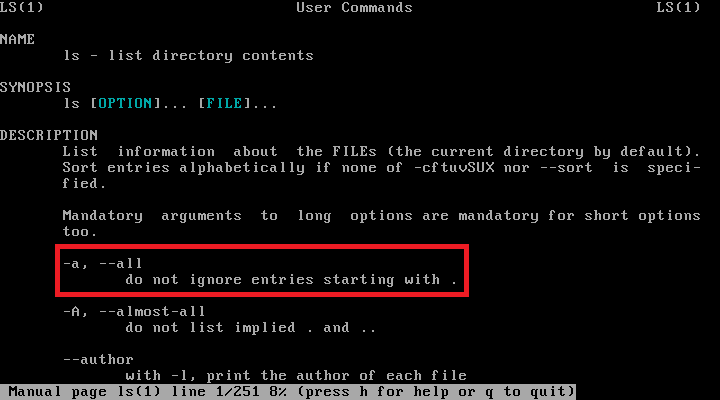 LS(1) User Commands LS(1)
NAME
ls - list directory contents
SYNOPSIS
ls [OPTION]... [FILE]...
DESCRIPTION
List information about the FILEs (the current directory by default).
Sort entries alphabetically if none of -cftuvSUX nor --sort is speci-
fied.
Mandatory arguments to long options are mandatory for short options
too.
-a, --all
do not ignore entries starting with .
-A, --almost-all
do not list implied . and ..
--author
with -l, print the author of each file
Manual page ls(1) line 1/251 8% (press h for help or q to quit)